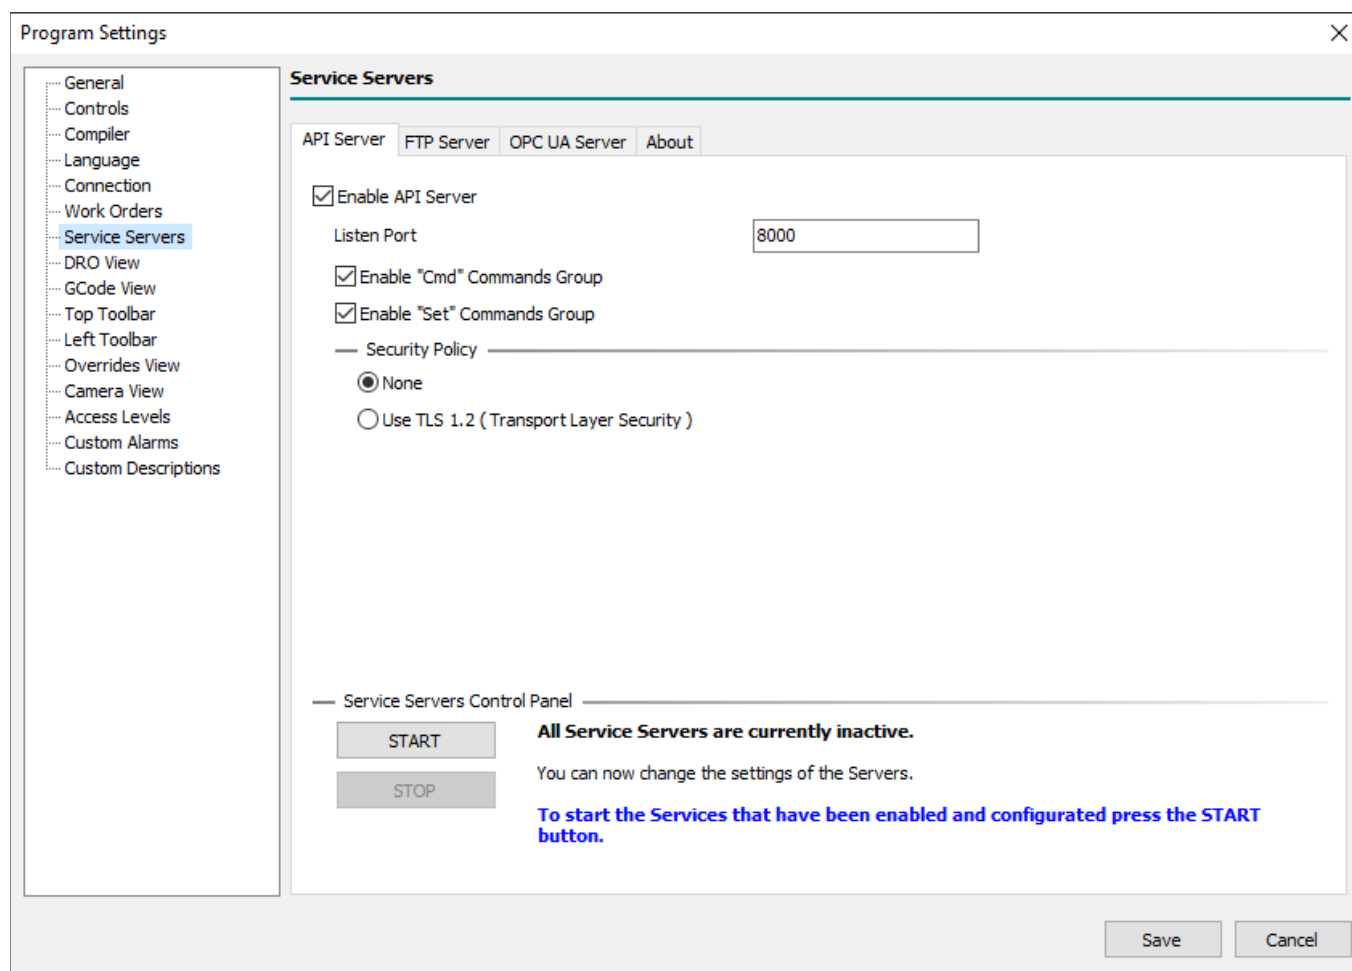 Program Settings
General
Controls
Compiler
Language
Connection
Work Orders
Service Servers
DRO View
GCode View
Top Toolbar
Left Toolbar
Overrides View
Camera View
Access Levels
Custom Alarms
Custom Descriptions
Service Servers
API Server FTP Server OPC UA Server About
Enable API Server
Listen Port 8000
Enable "Cmd" Commands Group
Enable "Set" Commands Group
Security Policy
None
Use TLS 1.2 ( Transport Layer Security )
Service Servers Control Panel
START
STOP
All Service Servers are currently inactive.
You can now change the settings of the Servers.
To start the Services that have been enabled and configurated press the START
button.
Save Cancel